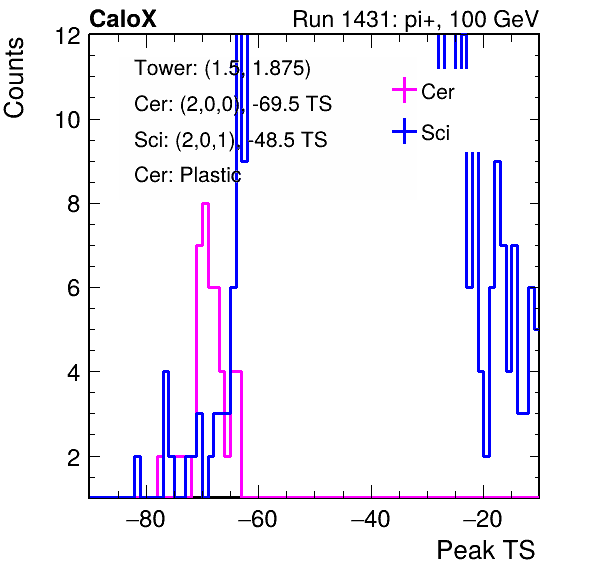 CaloX Run 1431: pi+, 100 GeV
Counts
12
10
8
6
4
2
Tower: (1.5, 1.875)
Cer: (2,0,0), -69.5 TS
Sci: (2,0,1), -48.5 TS
Cer: Plastic
Cer
Sci
−80 −60 −40 −20
Peak TS